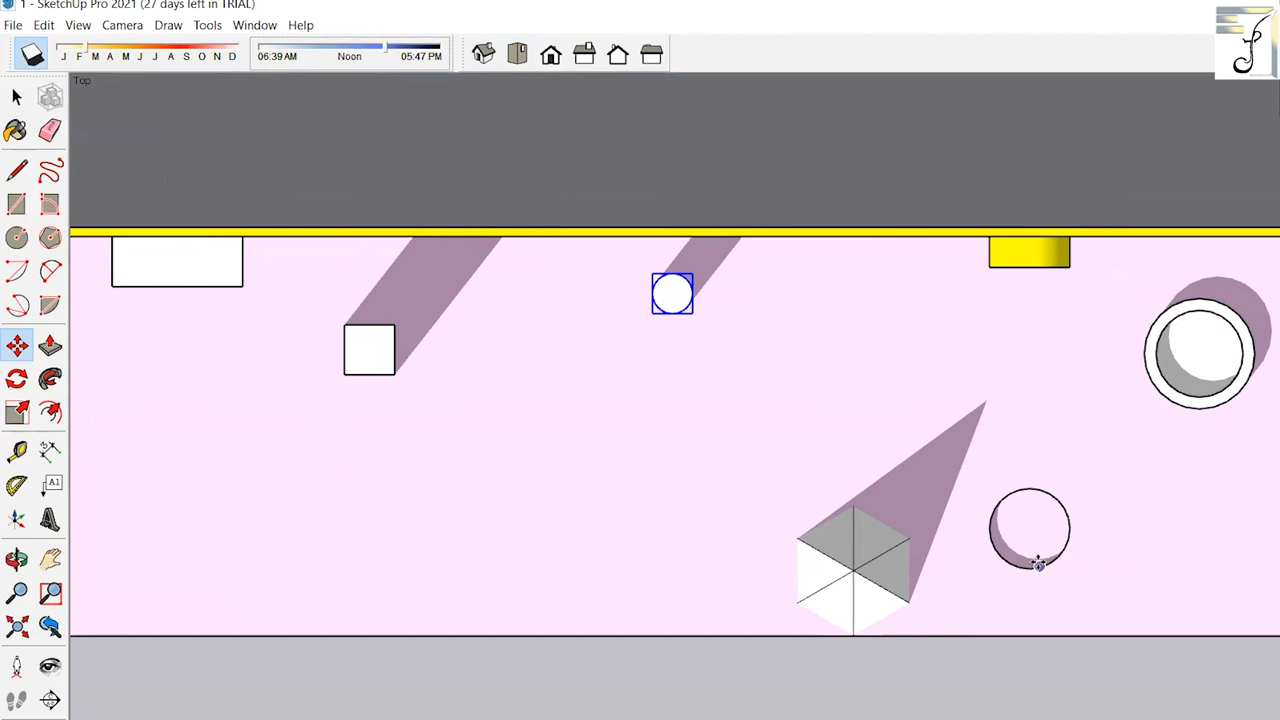 1 - SketchUp Pro 2021 (27 days left in TRIAL)
File Edit View Camera Draw Tools Window Help
J F M A M J J A S O N D
06:39 AM Noon 05:47 PM
Top
A1